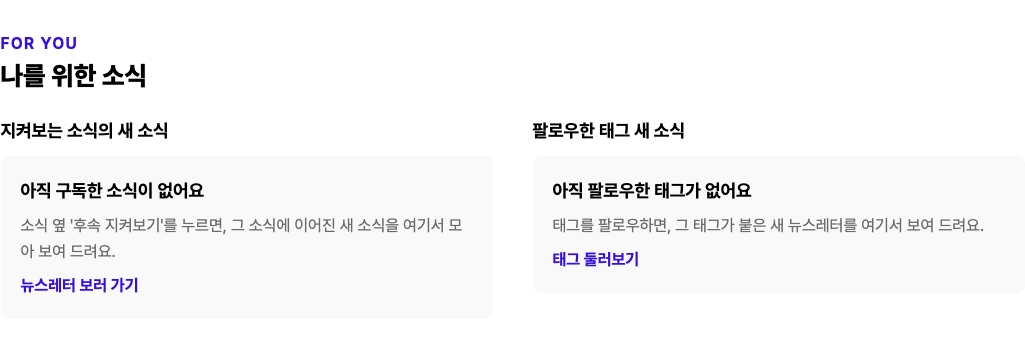 FOR YOU
나를 위한 소식
지켜보는 소식의 새 소식
아직 구독한 소식이 없어요
소식 옆 '후속 지켜보기'를 누르면, 그 소식에 이어진 새 소식을 여기서 모
아 보여 드려요.
뉴스레터 보러 가기
팔로우한 태그 새 소식
아직 팔로우한 태그가 없어요
태그를 팔로우하면, 그 태그가 붙은 새 뉴스레터를 여기서 보여 드려요.
태그 둘러보기